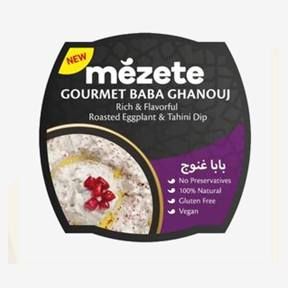 NEW
mézete
GOURMET BABA GHANOUJ
Rich & Flavorful
Roasted Eggplant & Tahini Dip
بابا غنوج
No Preservatives
100% Natural
Gluten Free
Vegan